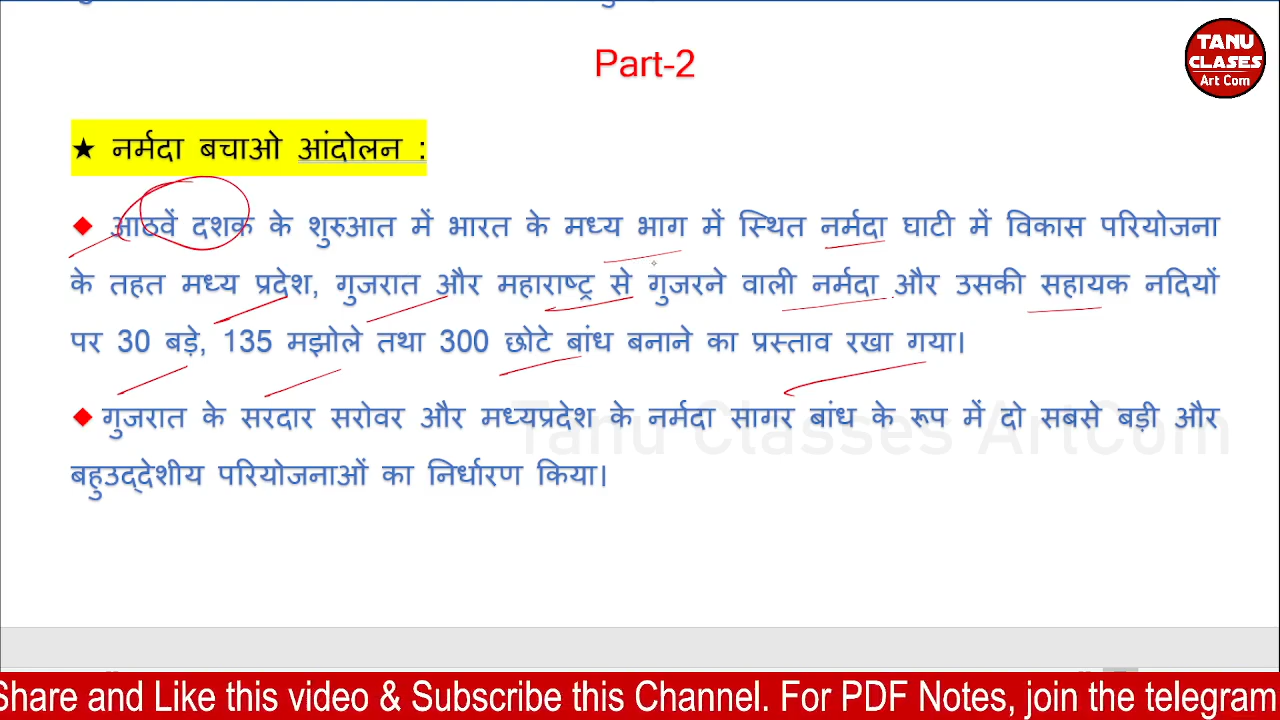 Part-2
TANU
CLASES
Art Com
★ नर्मदा बचाओ आंदोलन :
◆ आठवें दशक के शुरुआत में भारत के मध्य भाग में स्थित नर्मदा घाटी में विकास परियोजना
के तहत मध्य प्रदेश, गुजरात और महाराष्ट्र से गुजरने वाली नर्मदा और उसकी सहायक नदियों
पर 30 बड़े, 135 मझोले तथा 300 छोटे बांध बनाने का प्रस्ताव रखा गया।
◆ गुजरात के सरदार सरोवर और मध्यप्रदेश के नर्मदा सागर बांध के रूप में दो सबसे बड़ी और
बहुउद्देशीय परियोजनाओं का निर्धारण किया।
Tanu Classes ArtCom
Share and Like this video & Subscribe this Channel. For PDF Notes, join the telegram